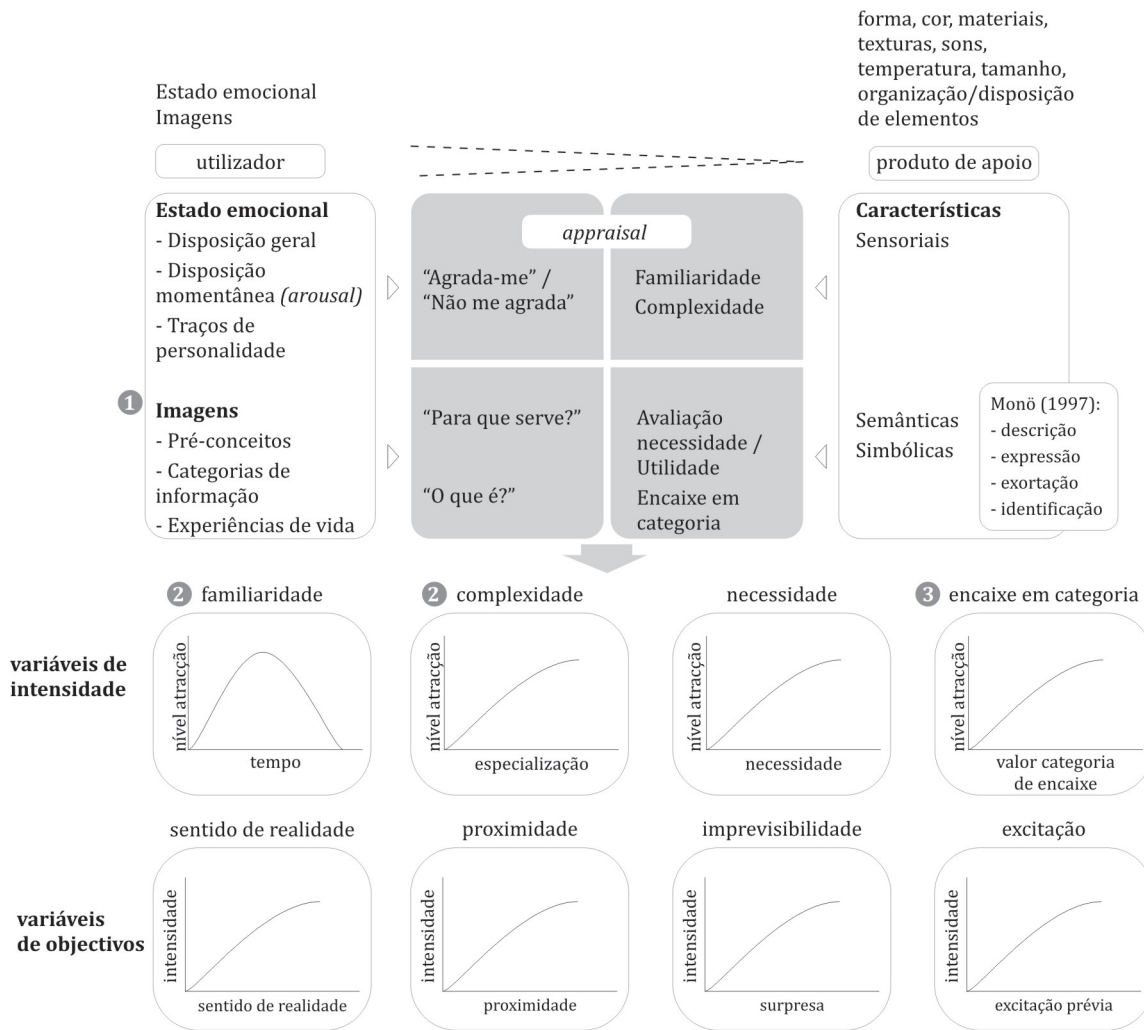 forma, cor, materiais,
texturas, sons,
temperatura, tamanho,
organização/disposição
de elementos
Estado emocional
Imagens
utilizador
produto de apoio
Estado emocional
- Disposição geral
- Disposição
momentânea (arousal)
- Traços de
personalidade
1 Imagens
- Pré-conceitos
- Categorias de
informação
- Experiências de vida
appraisal
“Agrada-me” /
“Não me agrada”
Familiaridade
Complexidade
“Para que serve?”
“O que é?”
Avaliação
necessidade /
Utilidade
Encaixe em
categoria
Características
Sensoriais
Semânticas
Simbólicas
Monö (1997):
- descrição
- expressão
- exortação
- identificação
variáveis de
intensidade
2 familiaridade
nível atracção
tempo
2 complexidade
nível atracção
especialização
necessidade
nível atracção
necessidade
3 encaixe em categoria
nível atracção
valor categoria
de encaixe
variáveis
de objectivos
sentido de realidade
intensidade
sentido de realidade
proximidade
intensidade
proximidade
imprevisibilidade
intensidade
surpresa
excitação
intensidade
excitação prévia